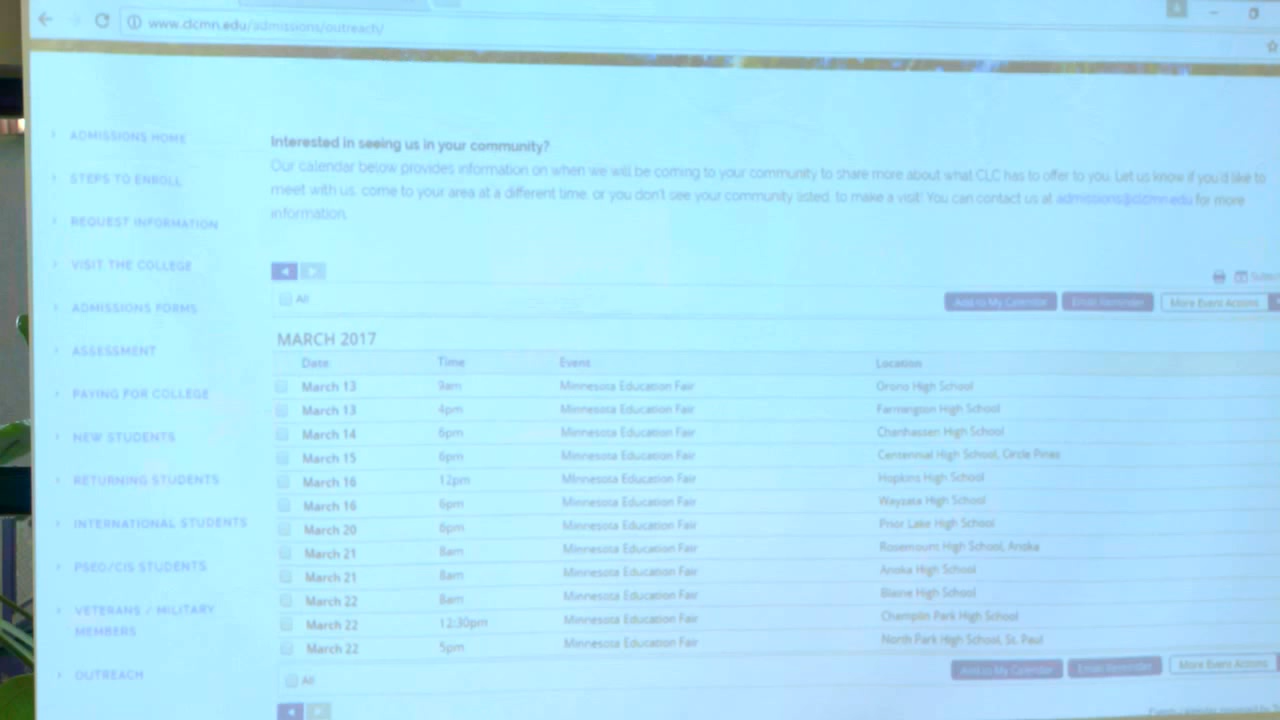 www.clcmn.edu/admissions/outreach/
ADMISSIONS HOME
STEPS TO ENROLL
REQUEST INFORMATION
VISIT THE COLLEGE
ADMISSIONS FORMS
ASSESSMENT
PAYING FOR COLLEGE
NEW STUDENTS
RETURNING STUDENTS
INTERNATIONAL STUDENTS
PSEO/CIS STUDENTS
VETERANS / MILITARY
MEMBERS
OUTREACH
Interested in seeing us in your community?
Our calendar below provides information on when we will be coming to your community to share more about what CLC has to offer to you. Let us know if you'd like to
meet with us, come to your area at a different time, or you don't see your community listed, to make a visit! You can contact us at admissions@clcmn.edu for more
information.
All
Add to My Calendar Email Reminder More Event Actions
MARCH 2017
Date Time Event Location
March 13 9am Minnesota Education Fair Orono High School
March 13 4pm Minnesota Education Fair Farmington High School
March 14 6pm Minnesota Education Fair Chanhassen High School
March 15 6pm Minnesota Education Fair Centennial High School, Circle Pines
March 16 12pm Minnesota Education Fair Hopkins High School
March 16 6pm Minnesota Education Fair Wayzata High School
March 20 6pm Minnesota Education Fair Prior Lake High School
March 21 8am Minnesota Education Fair Rosemount High School, Anoka
March 21 8am Minnesota Education Fair Anoka High School
March 22 8am Minnesota Education Fair Blaine High School
March 22 12:30pm Minnesota Education Fair Champlin Park High School
March 22 5pm Minnesota Education Fair North Park High School, St. Paul
All
Add to My Calendar Email Reminder More Event Actions